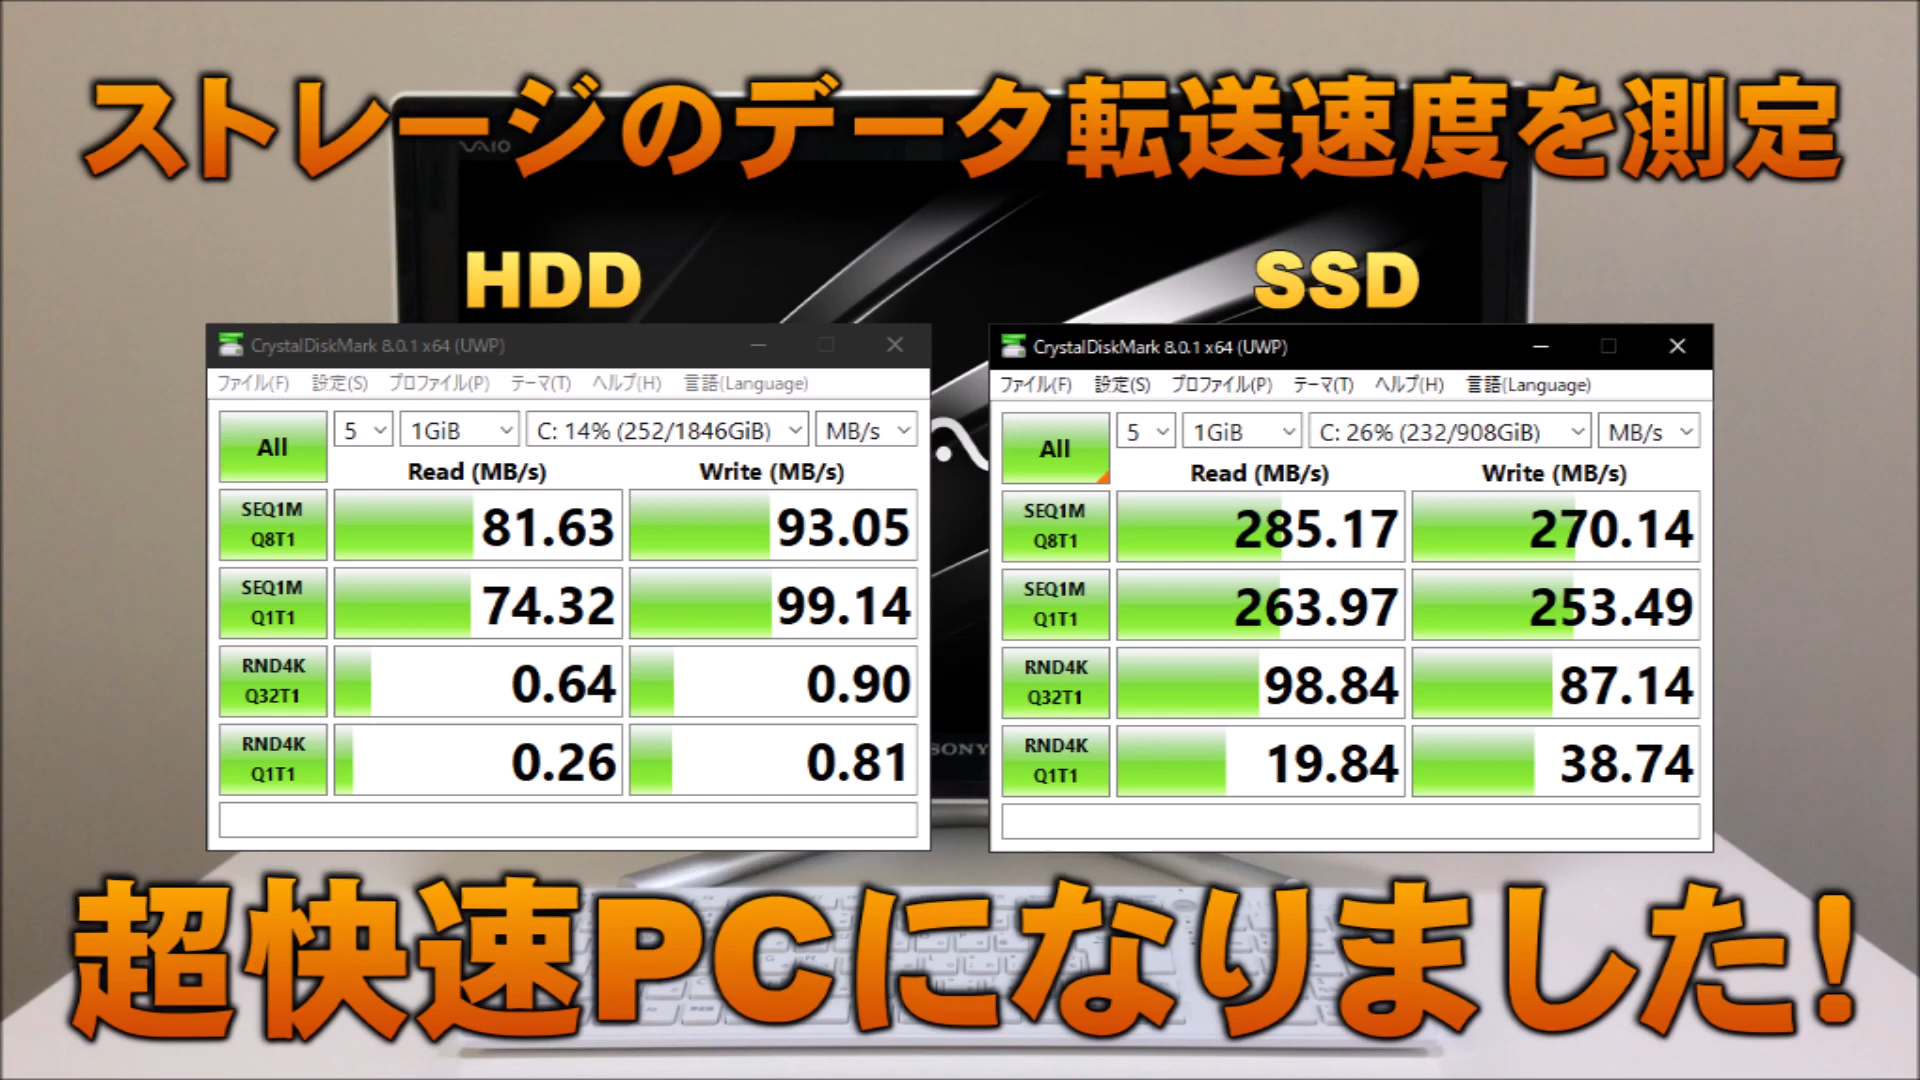 ストレージのデータ転送速度を測定
VAIO
HDD
SSD
CrystalDiskMark 8.0.1 x64 (UWP)
ファイル(F) 設定(S) プロファイル(P) テーマ(T) ヘルプ(H) 言語(Language)
All 5 1GiB C: 14% (252/1846GiB) MB/s
Read (MB/s) Write (MB/s)
SEQ1M Q8T1 81.63 93.05
SEQ1M Q1T1 74.32 99.14
RND4K Q32T1 0.64 0.90
RND4K Q1T1 0.26 0.81
CrystalDiskMark 8.0.1 x64 (UWP)
ファイル(F) 設定(S) プロファイル(P) テーマ(T) ヘルプ(H) 言語(Language)
All 5 1GiB C: 26% (232/908GiB) MB/s
Read (MB/s) Write (MB/s)
SEQ1M Q8T1 285.17 270.14
SEQ1M Q1T1 263.97 253.49
RND4K Q32T1 98.84 87.14
RND4K Q1T1 19.84 38.74
SONY
超快速PCになりました!